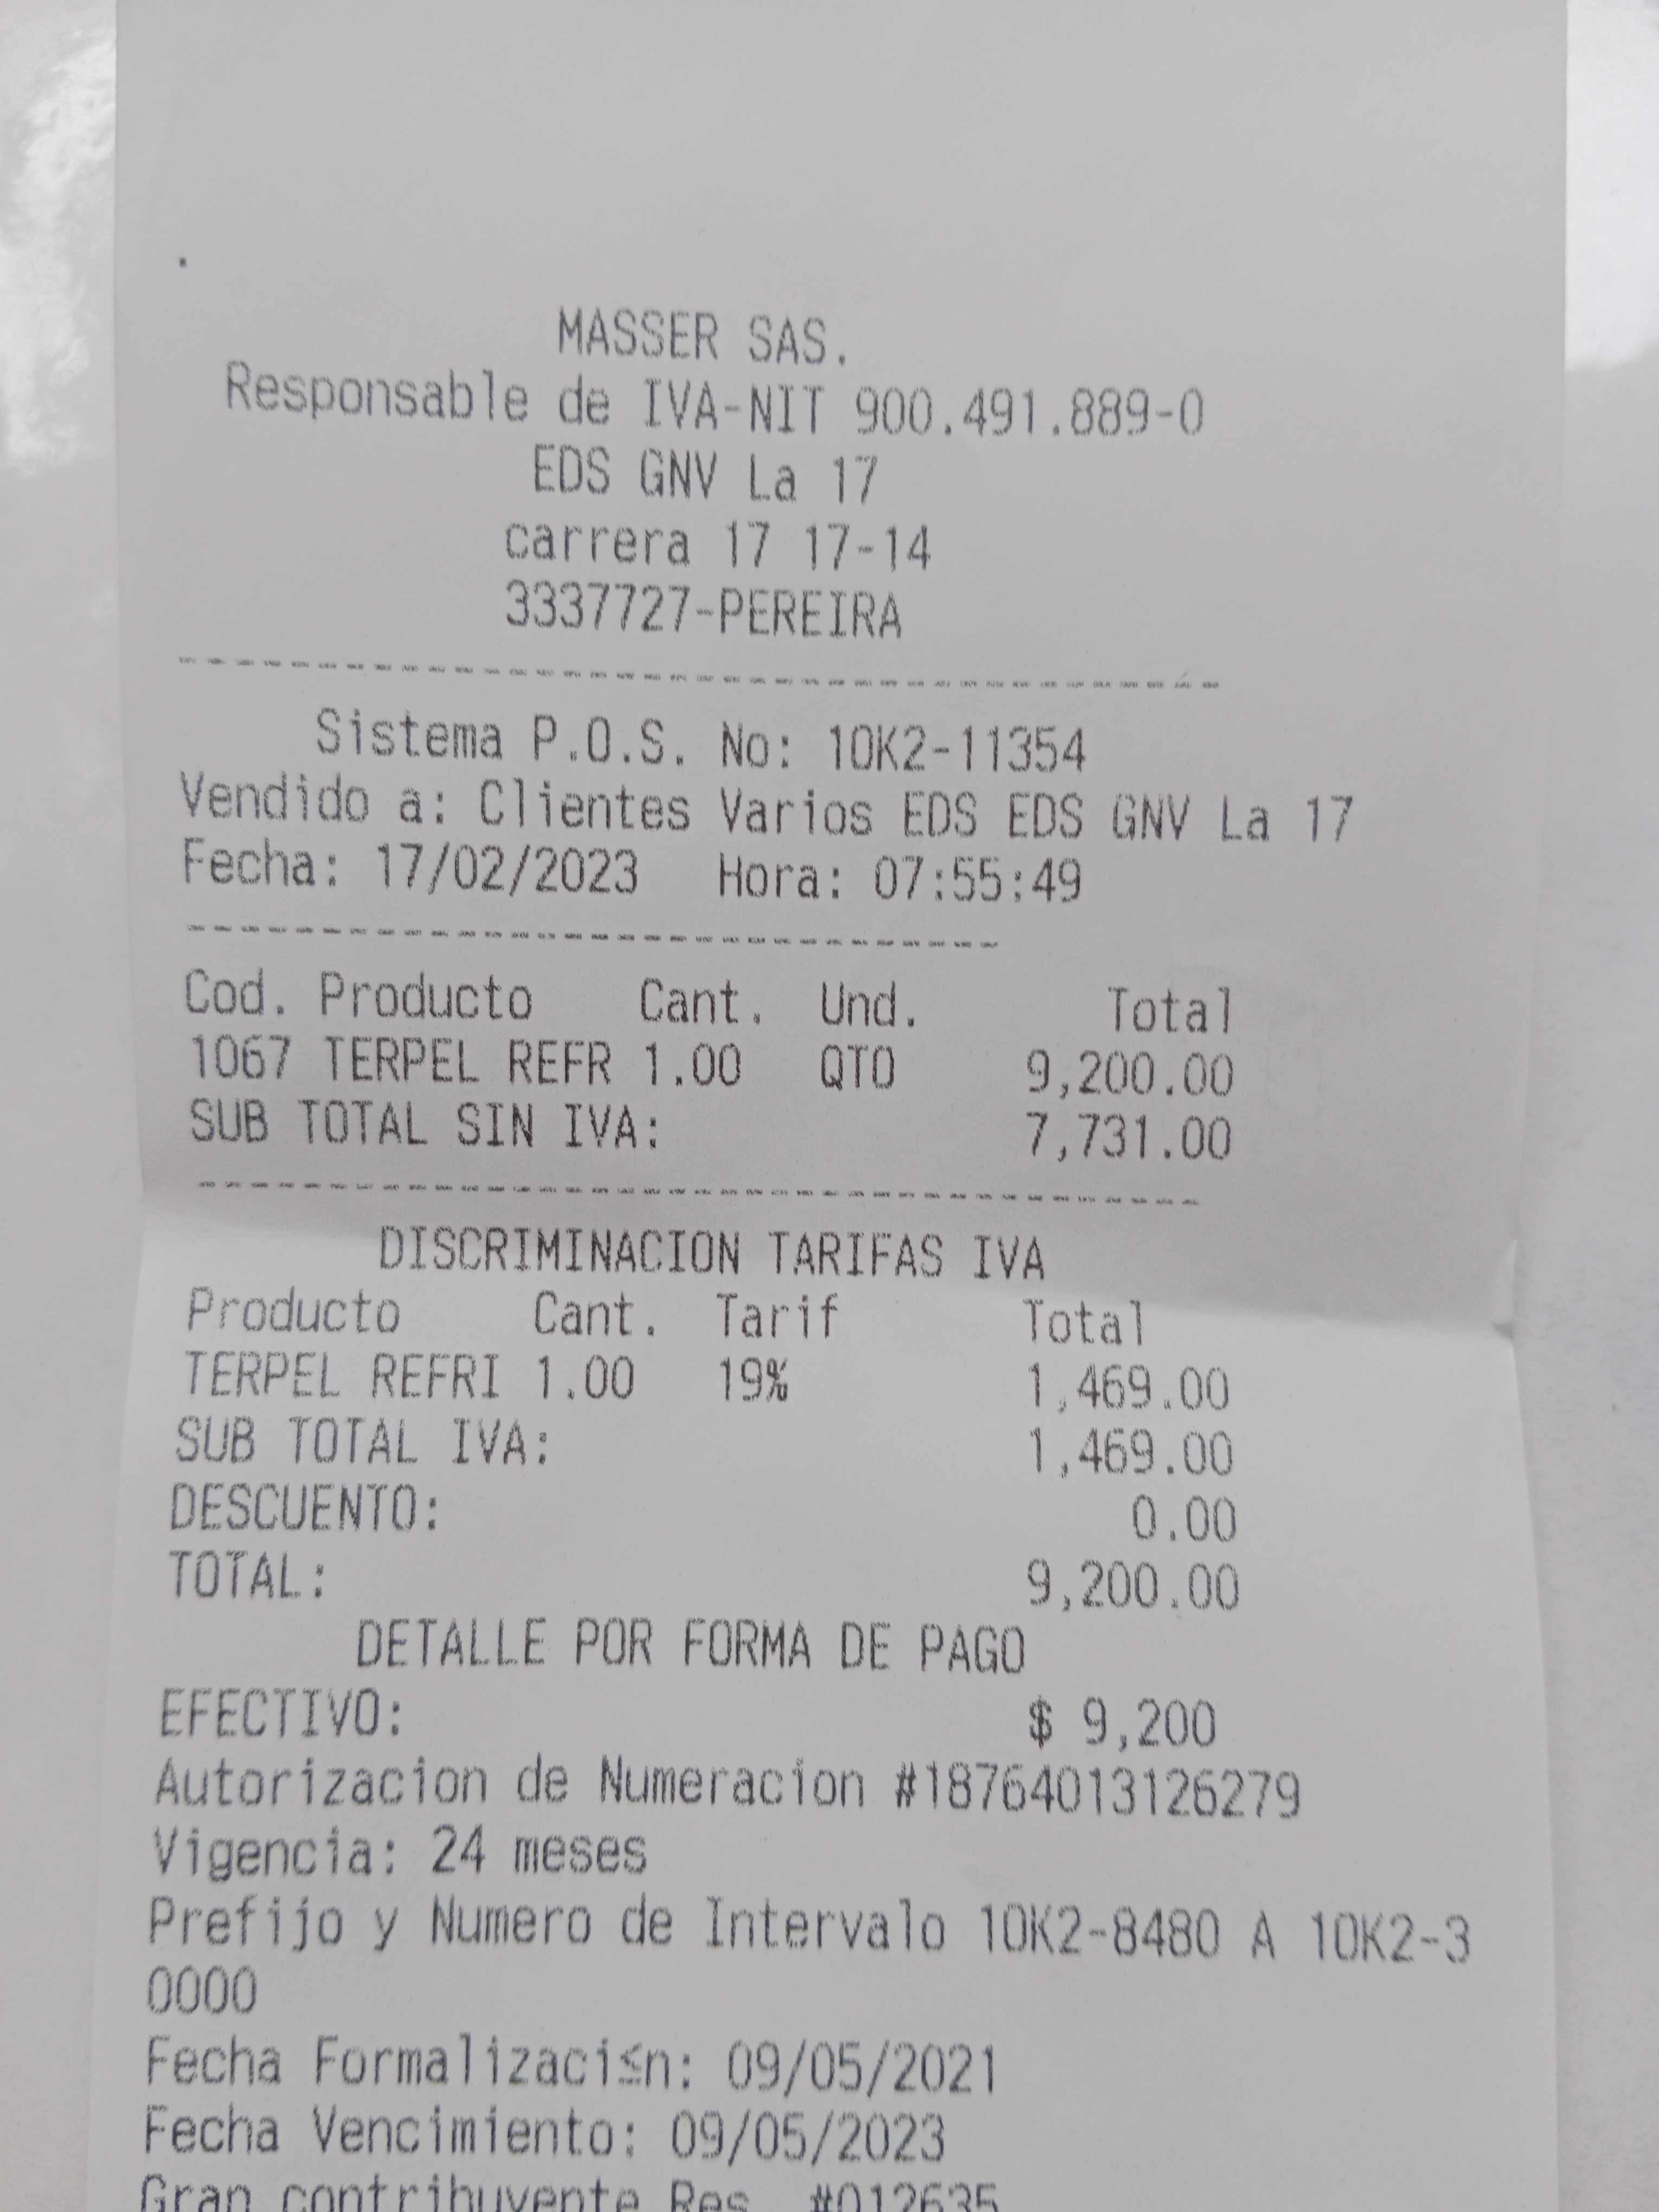 MASSER SAS.
Responsable de IVA-NIT 900.491.889-0
EDS GNV La 17
carrera 17 17-14
3337727-PEREIRA
Sistema P.O.S. No: 10K2-11354
Vendido a: Clientes Varios EDS EDS GNV La 17
Fecha: 17/02/2023 Hora: 07:55:49
Cod. Producto Cant. Und. Total
1067 TERPEL REFR 1.00 QTO 9,200.00
SUB TOTAL SIN IVA: 7,731.00
DISCRIMINACION TARIFAS IVA
Producto Cant. Tarif Total
TERPEL REFRI 1.00 19% 1,469.00
SUB TOTAL IVA: 1,469.00
DESCUENTO: 0.00
TOTAL: 9,200.00
DETALLE POR FORMA DE PAGO
EFECTIVO: $ 9,200
Autorizacion de Numeracion #18764013126279
Vigencia: 24 meses
Prefijo y Numero de Intervalo 10K2-8480 A 10K2-3
0000
Fecha Formalizaci≤n: 09/05/2021
Fecha Vencimiento: 09/05/2023
Gran contribuyente Res. #012635